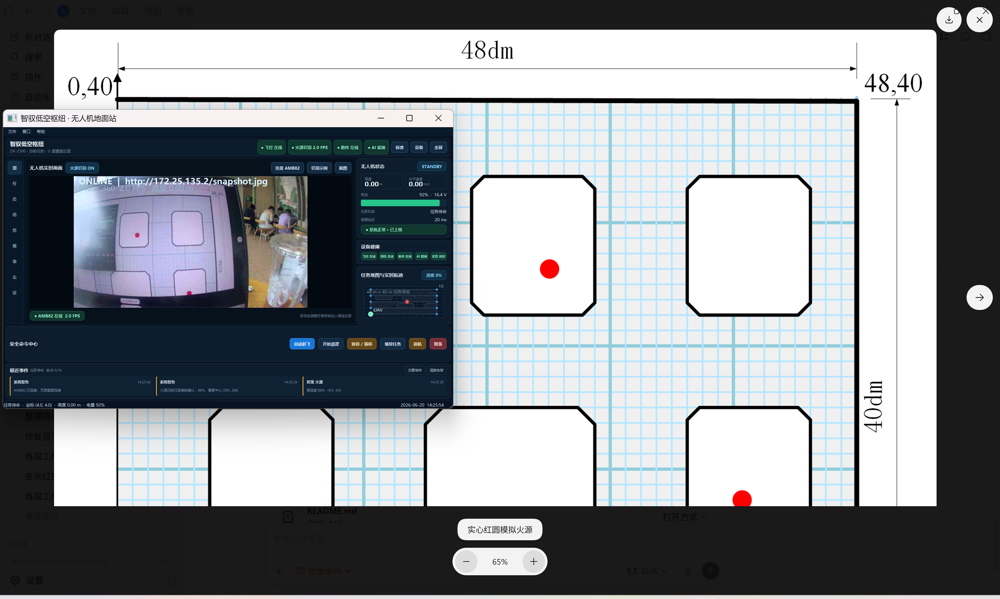 文件 编辑 视图 帮助
新对话
搜索
插件
自动化
48dm
0,40
48,40
40dm
智驭低空枢纽 · 无人机地面站
文件 窗口 帮助
智驭低空枢纽
DK-2500 · 当前任务：G 题覆盖巡逻
● 飞控 在线 ● 火源识别 2.0 FPS ● 数传 在线 ● AI 就绪 标准 设备 全屏
任
态
语
势
视
事
志
设
无人机实时画面 火源识别 ON 连接 AMB82 识别示例 截图
ONLINE | http://172.25.135.2/snapshot.jpg
640 × 360 2.0 FPS 高度 0.00 m
48,40
40dm
● AMB82 在线 2.0 FPS 双击检测框可将目标加入候选任务
无人机状态 STANDBY
高度 水平速度
0.00 m 0.00 m/s
电池 92% · 16.4 V
任务阶段 任务待命
链路延迟 20 ms
● 系统正常 • 已上锁
设备健康
飞控 在线 相机 在线 数传 在线 AI 就绪 定位 良好
任务地图与实时航迹 进度 0%
10
48 m × 40 m 任务场地
UAV
安全命令中心 自动起飞 开始巡逻 暂停 / 悬停 继续任务 返航 降落
最近事件 任务待命 · 航点 0/10 完整事件 清除告警
系统警告 14:25:42
AMB82 已连接，无需重复连接
系统警告 14:25:29
火源识别已连续帧确认：86%，像素中心 (593, 288)
发现 火源 14:25:29
置信度 86% · (4.0, 4.0)
任务待命 · 坐标 (4.0, 4.0) · 高度 0.00 m · 电量 92% 2026-06-20 14:25:54
整理项
修复蓝
每周工
查询红
每周工
展开显示
对话
设置
README.md
打开方式
要求后续变更
实心红圆模拟火源
65%
完全访问
5.5 超高